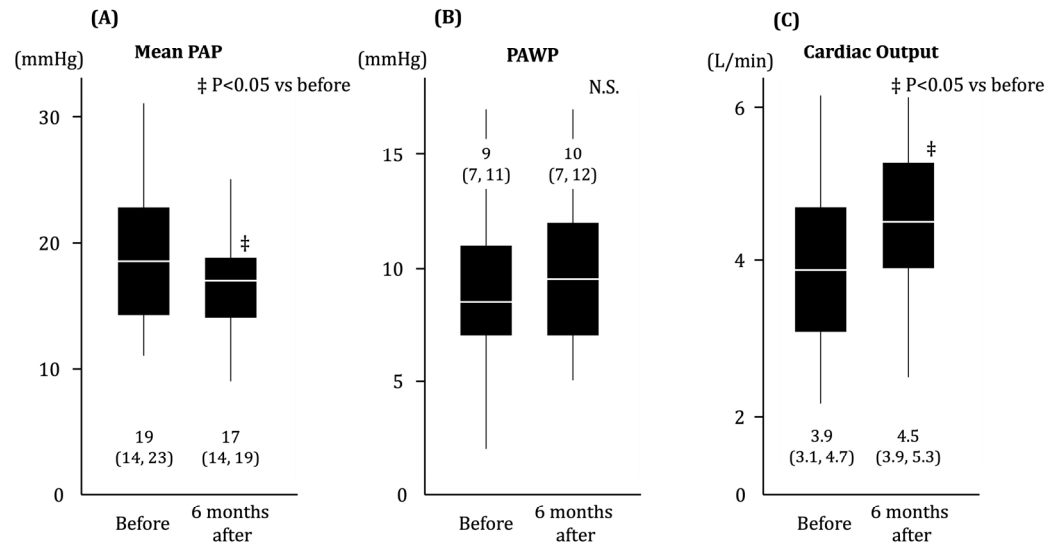 (A)
Mean PAP
(mmHg)
‡ P<0.05 vs before
30
20
10
0
‡
19
(14, 23)
17
(14, 19)
Before
6 months
after
(B)
PAWP
(mmHg)
N.S.
15
10
5
0
9
(7, 11)
10
(7, 12)
Before
6 months
after
(C)
Cardiac Output
(L/min)
‡ P<0.05 vs before
6
4
2
0
‡
3.9
(3.1, 4.7)
4.5
(3.9, 5.3)
Before
6 months
after